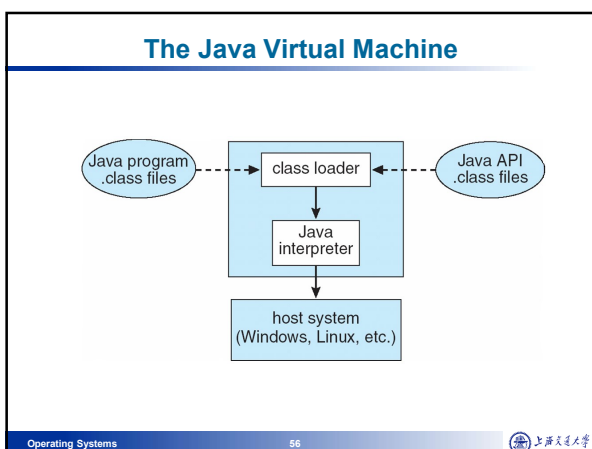 The Java Virtual Machine
Java program
.class files
class loader
Java API
.class files
Java
interpreter
host system
(Windows, Linux, etc.)
Operating Systems
56
上海交通大学